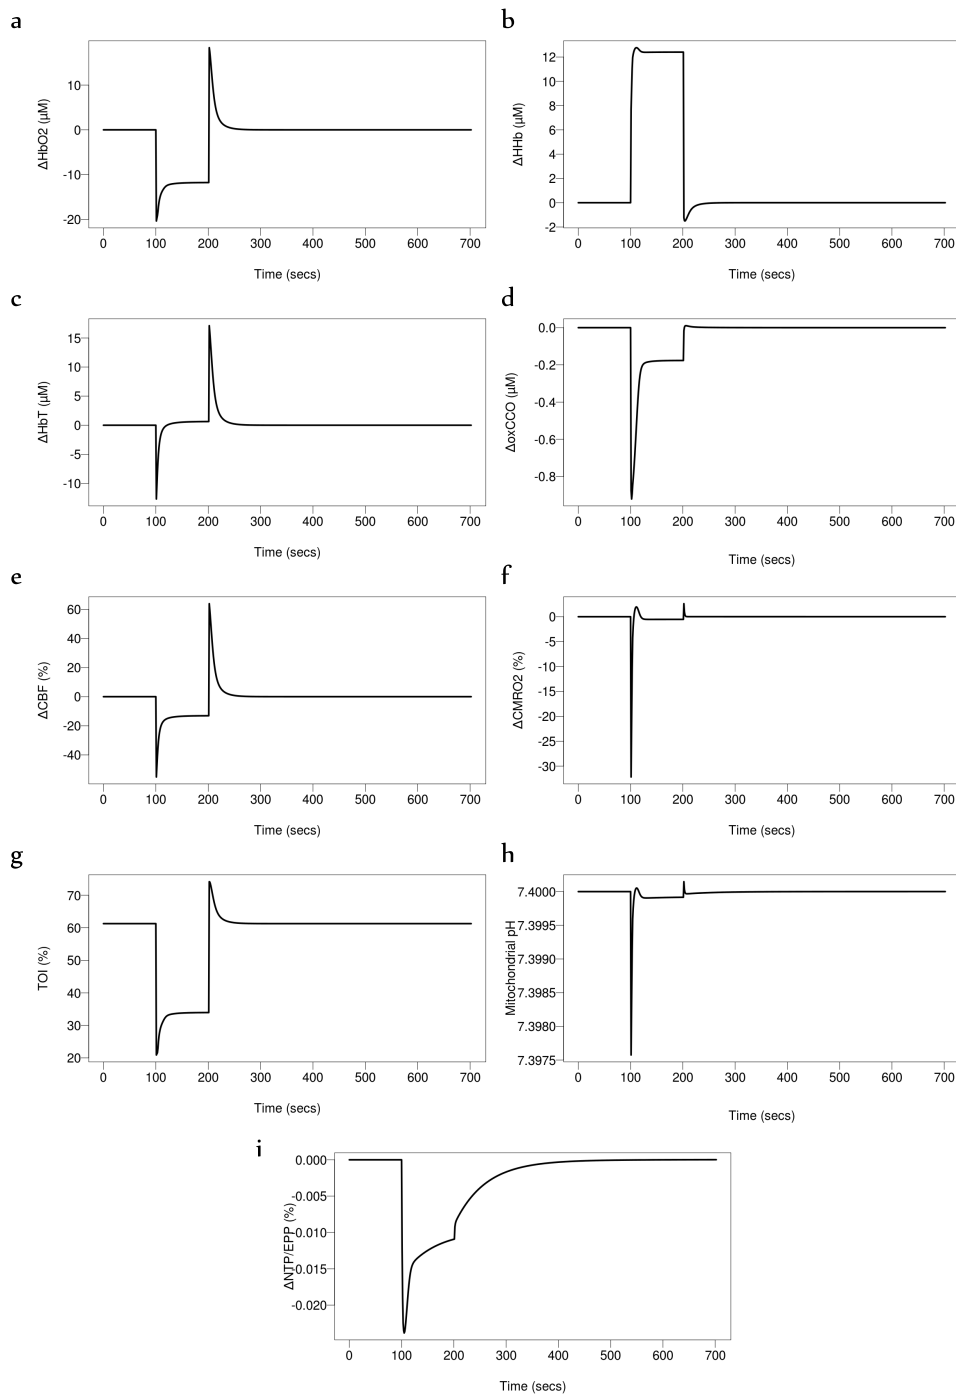 a
ΔHbO2 (μM)
10
0
-10
-20
0 100 200 300 400 500 600 700
Time (secs)
b
ΔHHb (μM)
12
10
8
6
4
2
0
-2
0 100 200 300 400 500 600 700
Time (secs)
c
ΔHbT (μM)
15
10
5
0
-5
-10
0 100 200 300 400 500 600 700
Time (secs)
d
ΔoxCCO (μM)
0.0
-0.2
-0.4
-0.6
-0.8
0 100 200 300 400 500 600 700
Time (secs)
e
ΔCBF (%)
60
40
20
0
-20
-40
0 100 200 300 400 500 600 700
Time (secs)
f
ΔCMRO2 (%)
0
-5
-10
-15
-20
-25
-30
0 100 200 300 400 500 600 700
Time (secs)
g
TOI (%)
70
60
50
40
30
20
0 100 200 300 400 500 600 700
Time (secs)
h
Mitochondrial pH
7.4000
7.3995
7.3990
7.3985
7.3980
7.3975
0 100 200 300 400 500 600 700
Time (secs)
i
ΔNTP/EPP (%)
0.000
-0.005
-0.010
-0.015
-0.020
0 100 200 300 400 500 600 700
Time (secs)